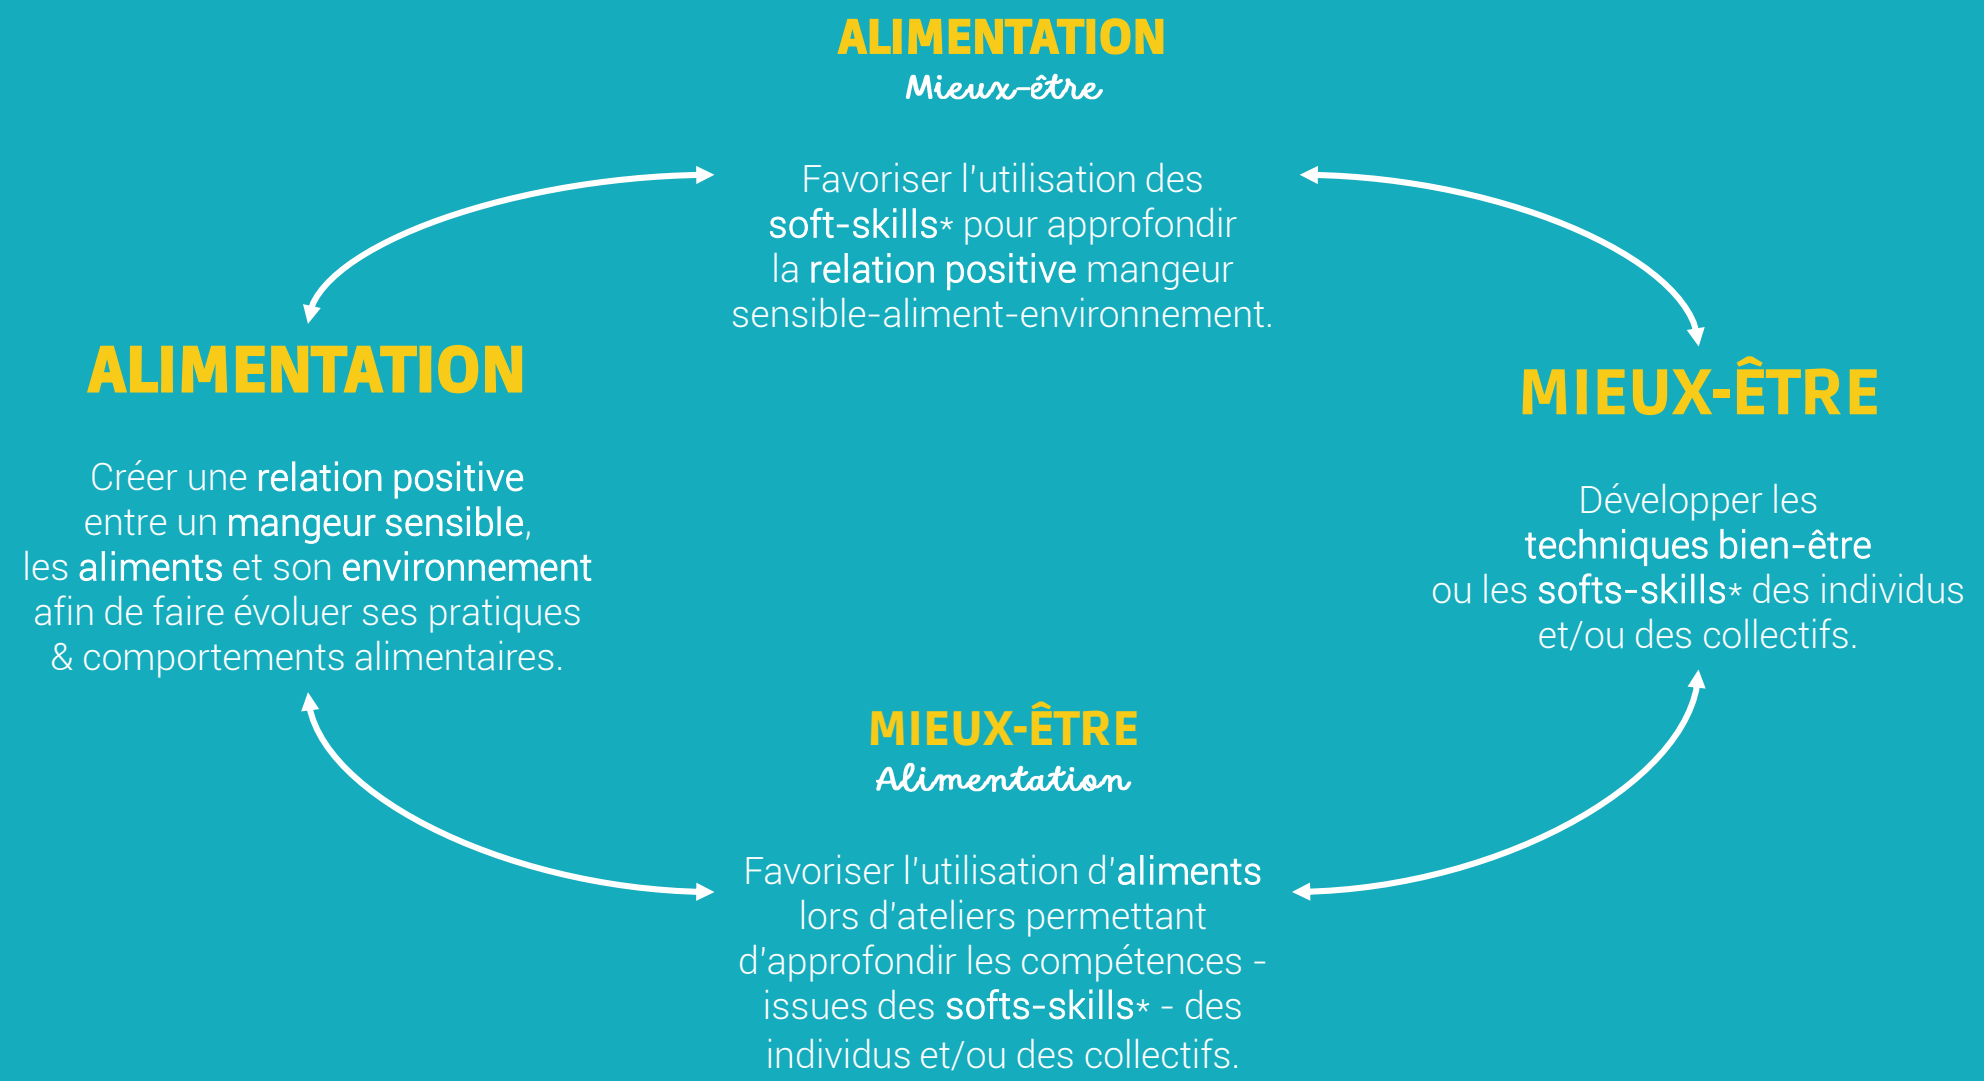 ALIMENTATION
Mieux-être
Favoriser l'utilisation des
soft-skills* pour approfondir
la relation positive mangeur
sensible-aliment-environnement.
ALIMENTATION
Créer une relation positive
entre un mangeur sensible,
les aliments et son environnement
afin de faire évoluer ses pratiques
& comportements alimentaires.
MIEUX-ÊTRE
Développer les
techniques bien-être
ou les softs-skills* des individus
et/ou des collectifs.
MIEUX-ÊTRE
Alimentation
Favoriser l'utilisation d'aliments
lors d'ateliers permettant
d'approfondir les compétences -
issues des softs-skills* - des
individus et/ou des collectifs.